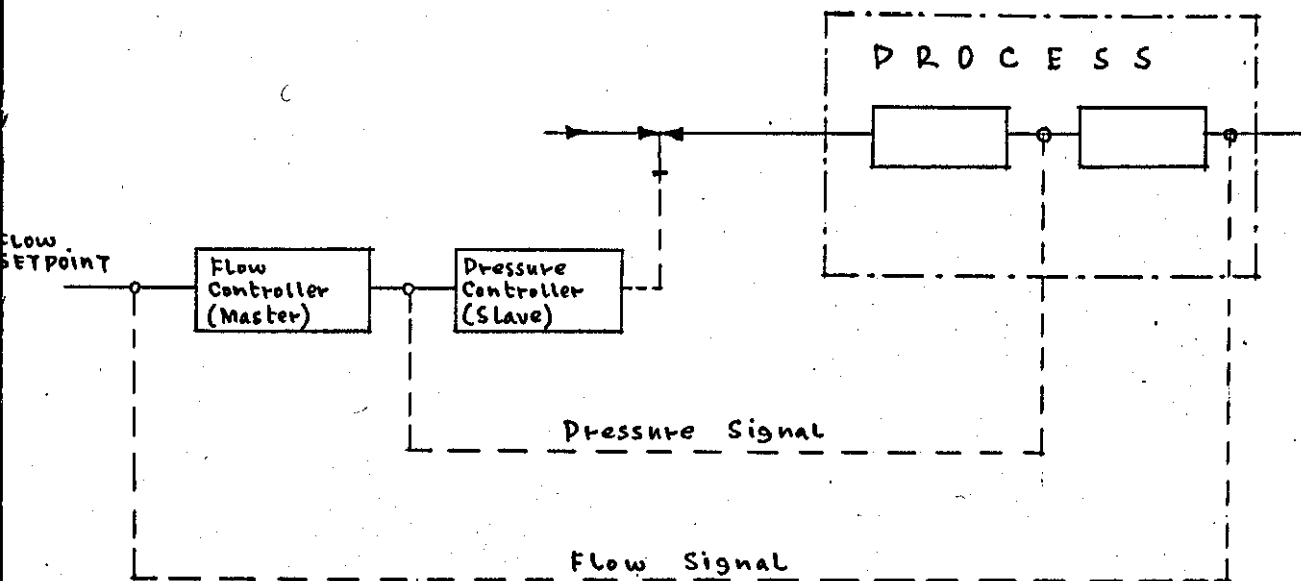 PROCESS
FLOW
SETPOINT
Flow
Controller
(Master)
Pressure
Controller
(Slave)
Pressure Signal
Flow Signal